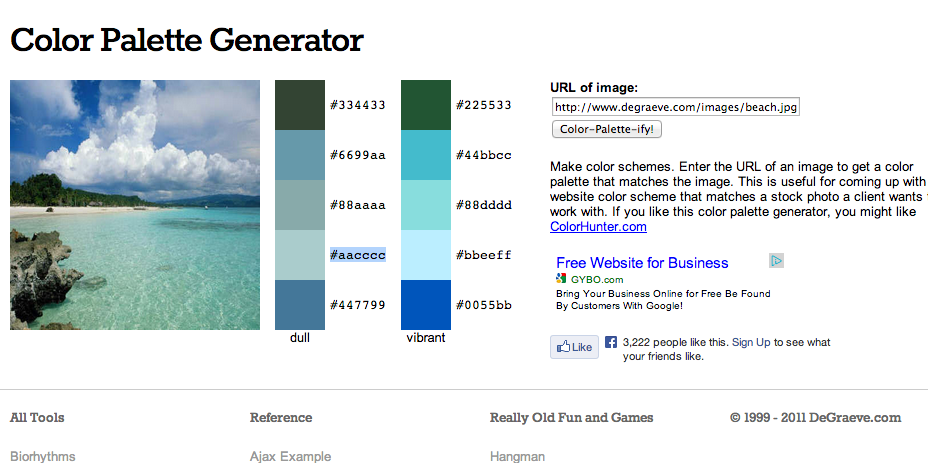 Color Palette Generator
#334433
#6699aa
#88aaaa
#aacccc
#447799
dull
#225533
#44bbcc
#88dddd
#bbeeff
#0055bb
vibrant
URL of image:
http://www.degraeve.com/images/beach.jpg
Color-Palette-ify!
Make color schemes. Enter the URL of an image to get a color
palette that matches the image. This is useful for coming up with
website color scheme that matches a stock photo a client wants
work with. If you like this color palette generator, you might like
ColorHunter.com
Free Website for Business
GYBO.com
Bring Your Business Online for Free Be Found
By Customers With Google!
Like
3,222 people like this. Sign Up to see what
your friends like.
All Tools
Reference
Really Old Fun and Games
© 1999 - 2011 DeGraeve.com
Biorhythms
Ajax Example
Hangman